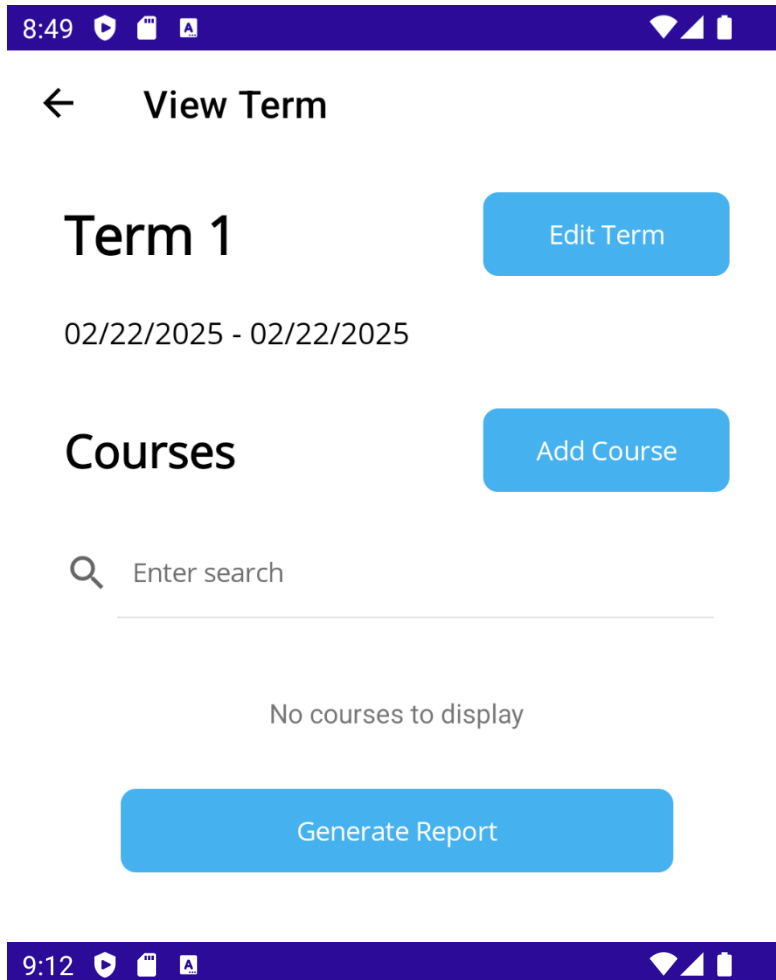 8:49
View Term
Term 1
Edit Term
02/22/2025 - 02/22/2025
Courses
Add Course
Enter search
No courses to display
Generate Report
9:12